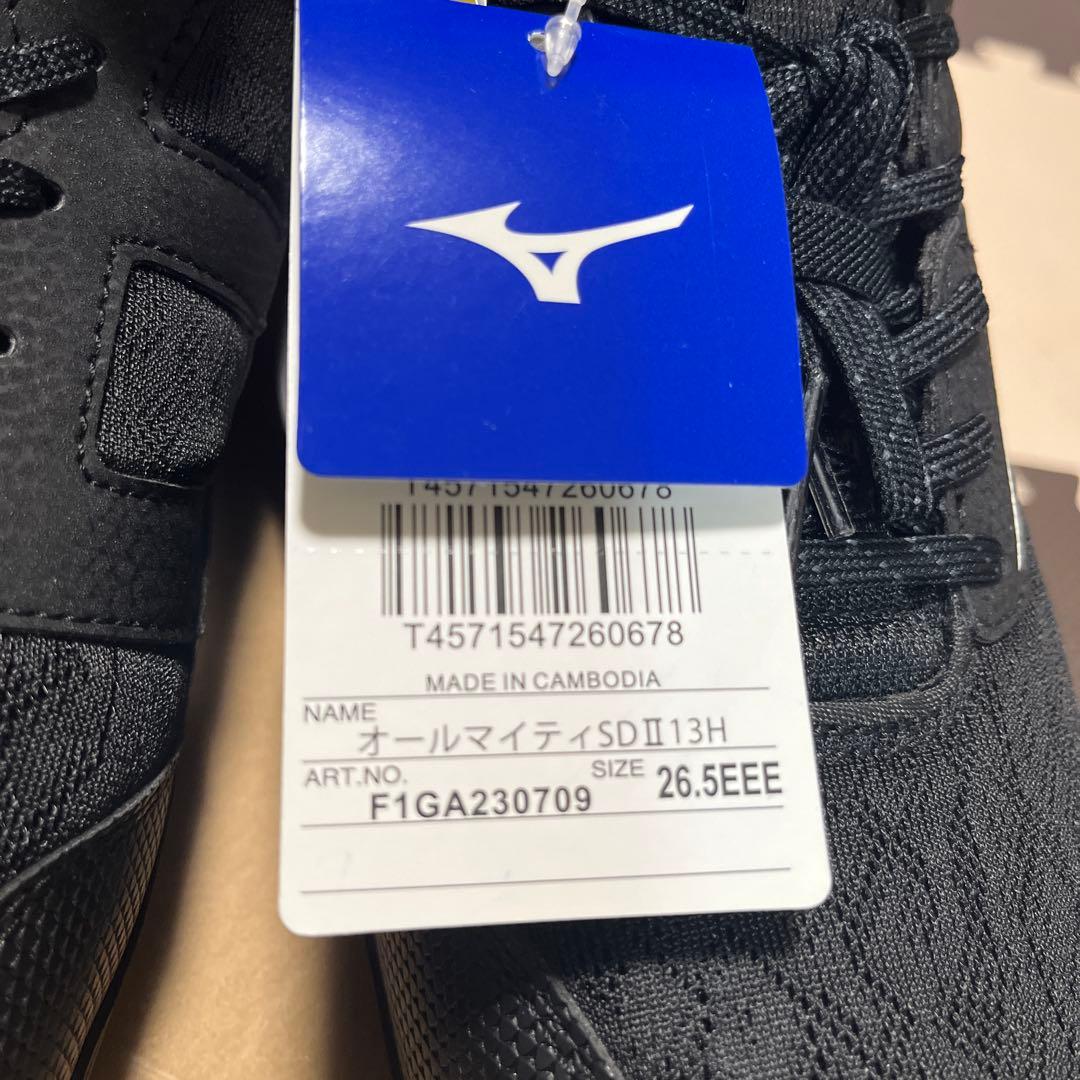 T4571547260678
T4571547260678
MADE IN CAMBODIA
NAME
オールマイティSDⅡ13H
ART.NO. SIZE
F1GA230709 26.5EEE